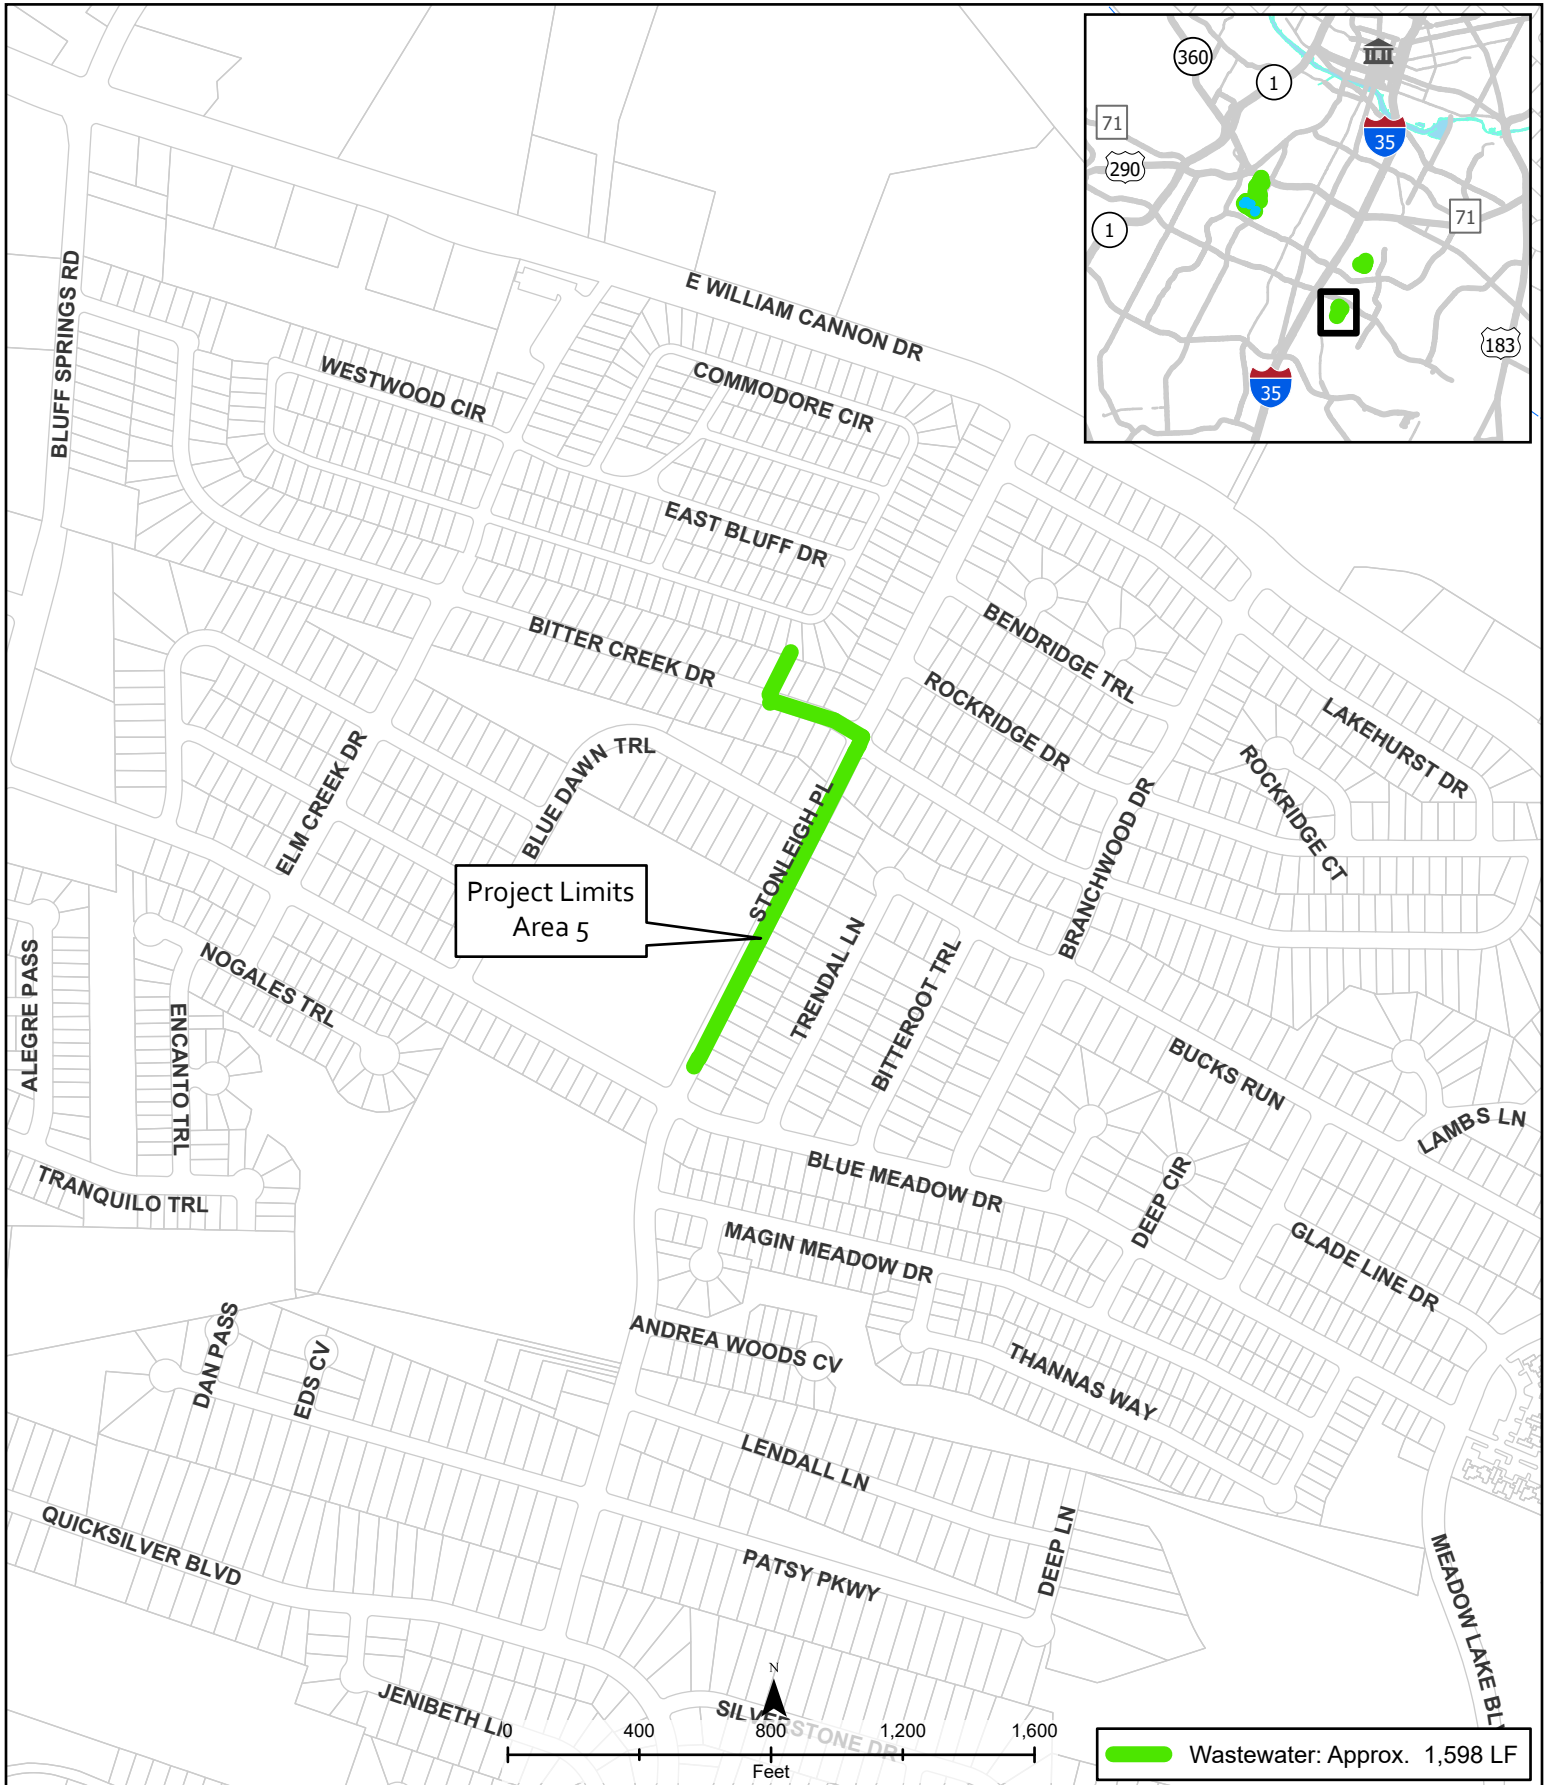 360
1
71
35
290
71
1
183
35
E WILLIAM CANNON DR
BLUFF SPRINGS RD
WESTWOOD CIR
COMMODORE CIR
EAST BLUFF DR
BITTER CREEK DR
BENDRIDGE TRL
ROCKRIDGE DR
LAKEHURST DR
ROCKRIDGE CT
BLUE DAWN TRL
ELM CREEK DR
STONLEIGH PL
BRANCHWOOD DR
Project Limits
Area 5
TRENDAL LN
BITTEROOT TRL
NOGALES TRL
ALEGRE PASS
ENCANTO TRL
BUCKS RUN
LAMBS LN
TRANQUILO TRL
BLUE MEADOW DR
DEEP CIR
MAGIN MEADOW DR
GLADE LINE DR
DAN PASS
EDS CV
ANDREA WOODS CV
THANNAS WAY
LENDALL LN
QUICKSILVER BLVD
PATSY PKWY
DEEP LN
MEADOW LAKE BLV
JENIBETH LN
SILVERSTONE DR
N
0 400 800 1,200 1,600
Feet
Wastewater: Approx. 1,598 LF